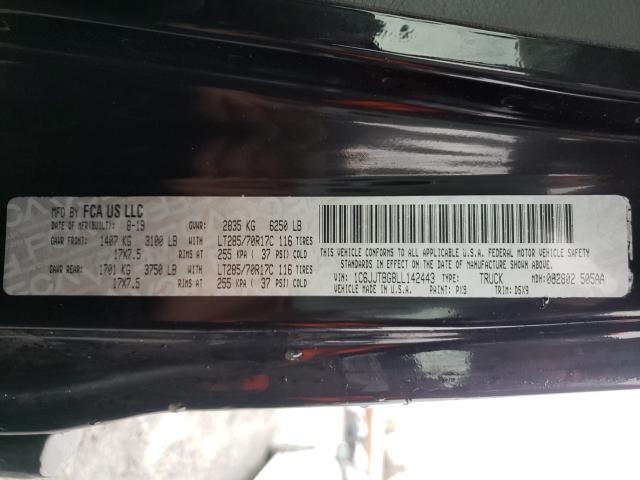 MFD BY FCA US LLC
DATE OF MFR(BUILT): 8-19 GVWR: 2835 KG 6250 LB
GAWR FRONT: 1407 KG 3100 LB WITH LT285/70R17C 116 TIRES
17X7.5 RIMS AT 255 KPA ( 37 PSI) COLD
GAWR REAR: 1701 KG 3750 LB WITH LT285/70R17C 116 TIRES
17X7.5 RIMS AT 255 KPA ( 37 PSI) COLD
THIS VEHICLE CONFORMS TO ALL APPLICABLE U.S.A. FEDERAL MOTOR VEHICLE SAFETY
STANDARDS IN EFFECT ON THE DATE OF MANUFACTURE SHOWN ABOVE
VIN: 1C6JJTBG8LL142443 TYPE: TRUCK MDH: 082802 505AA
VEHICLE MADE IN U.S.A. PAINT: PX9 TRIM: D5X9